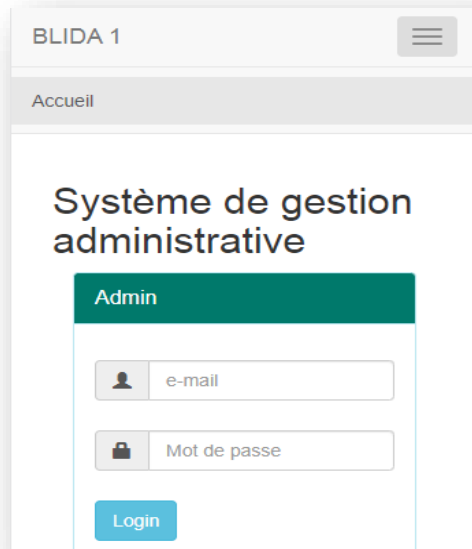 BLIDA 1
Accueil
Système de gestion
administrative
Admin
e-mail
Mot de passe
Login